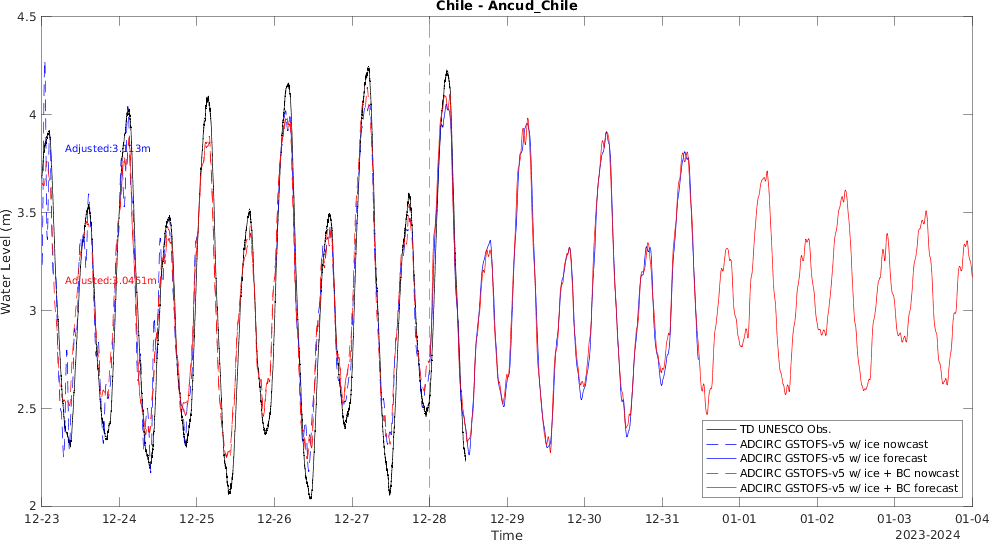 Chile - Ancud_Chile
4.5
4
3.5
3
2.5
2
Water Level (m)
Adjusted:3.0461m
12-23
12-24
12-25
12-26
12-27
12-28
12-29
12-30
12-31
01-01
01-02
01-03
01-04
Time
2023-2024
TD UNESCO Obs.
ADCIRC GSTOFS-v5 w/ ice nowcast
ADCIRC GSTOFS-v5 w/ ice forecast
ADCIRC GSTOFS-v5 w/ ice + BC nowcast
ADCIRC GSTOFS-v5 w/ ice + BC forecast